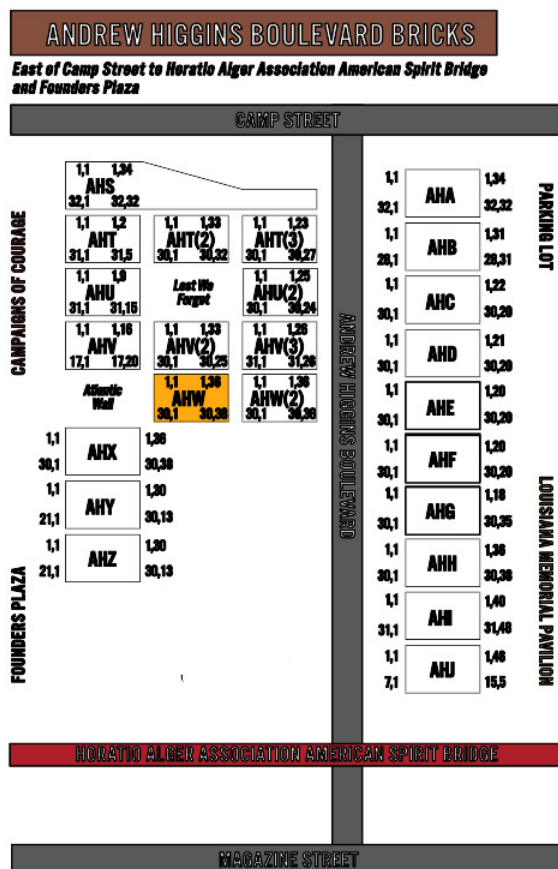 ANDREW HIGGINS BOULEVARD BRICKS
East of Camp Street to Horatio Alger Association American Spirit Bridge
and Founders Plaza
CAMP STREET
CAMPAIGNS OF COURAGE
FOUNDERS PLAZA
1,1 1,34
AHS
32,1 32,32
1,1 1,2
AHT
31,1 31,5
1,1 1,33
AHT(2)
30,1 30,32
1,1 1,23
AHT(3)
30,1 30,27
1,1 1,9
AHU
31,1 31,15
Lest We
Forget
1,1 1,25
AHU(2)
30,1 30,24
1,1 1,16
AHV
17,1 17,20
1,1 1,33
AHV(2)
30,1 30,25
1,1 1,26
AHV(3)
31,1 31,26
Atlantic
Wall
1,1 1,36
AHW
30,1 30,38
1,1 1,36
AHW(2)
30,1 30,38
1,1 1,36
AHX
30,1 30,38
1,1 1,30
AHY
21,1 30,13
1,1 1,30
AHZ
21,1 30,13
ANDREW HIGGINS BOULEVARD
1,1 1,34
AHA
32,1 32,32
1,1 1,31
AHB
28,1 28,31
1,1 1,22
AHC
30,1 30,20
1,1 1,21
AHD
30,1 30,20
1,1 1,20
AHE
30,1 30,20
1,1 1,20
AHF
30,1 30,20
1,1 1,18
AHG
30,1 30,35
1,1 1,36
AHH
30,1 30,38
1,1 1,40
AHI
31,1 31,48
1,1 1,48
AHJ
7,1 15,5
PARKING LOT
LOUISIANA MEMORIAL PAVILION
HORATIO ALGER ASSOCIATION AMERICAN SPIRIT BRIDGE
MAGAZINE STREET